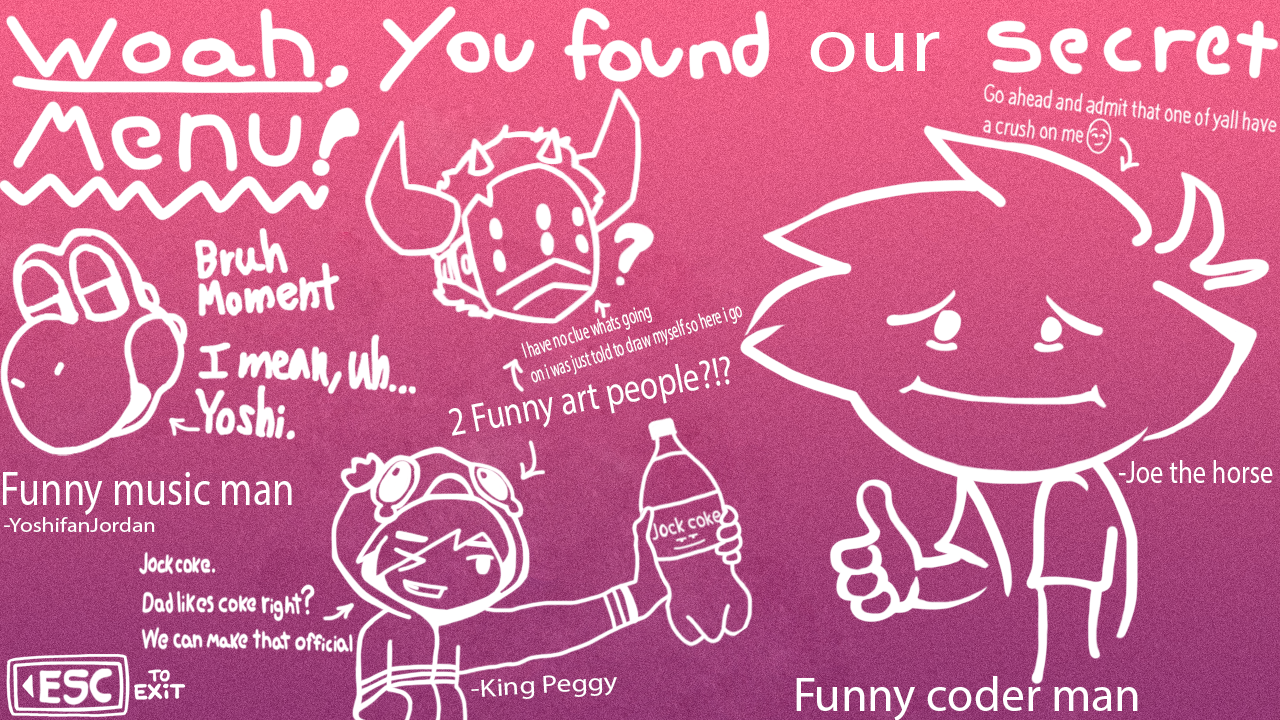 Woah, You found our secret
Menu!
Go ahead and admit that one of yall have
a crush on me
Bruh
Moment
I mean, uh...
Yoshi.
?
I have no clue whats going
on i was just told to draw myself so here i go
2 Funny art people?!?
Funny music man
-YoshifanJordan
-Joe the horse
Jock coke
Jock coke.
Dad likes coke right?
We can make that official
ESC TO EXIT
-King Peggy
Funny coder man